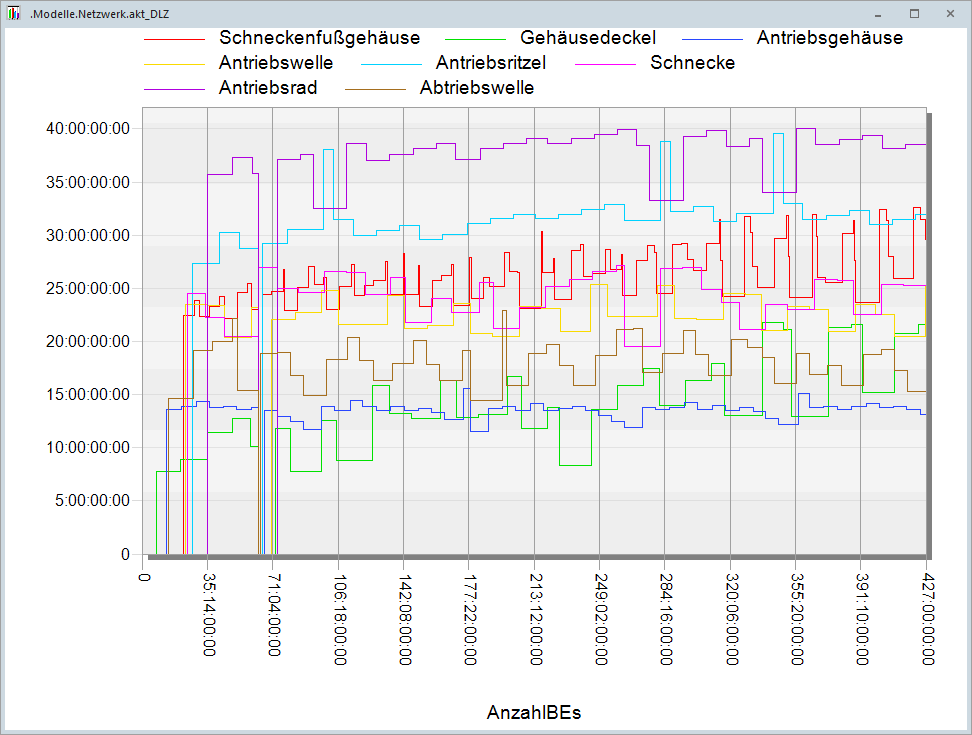 .Modelle.Netzwerk.akt_DLZ
Schneckenfußgehäuse Gehäusedeckel Antriebsgehäuse
Antriebswelle Antriebsritzel Schnecke
Antriebsrad Abtriebswelle
40:00:00:00
35:00:00:00
30:00:00:00
25:00:00:00
20:00:00:00
15:00:00:00
10:00:00:00
5:00:00:00
0
0 35:14:00:00 71:04:00:00 106:18:00:00 142:08:00:00 177:22:00:00 213:12:00:00 249:02:00:00 284:16:00:00 320:06:00:00 355:20:00:00 391:10:00:00 427:00:00:00
AnzahlBEs